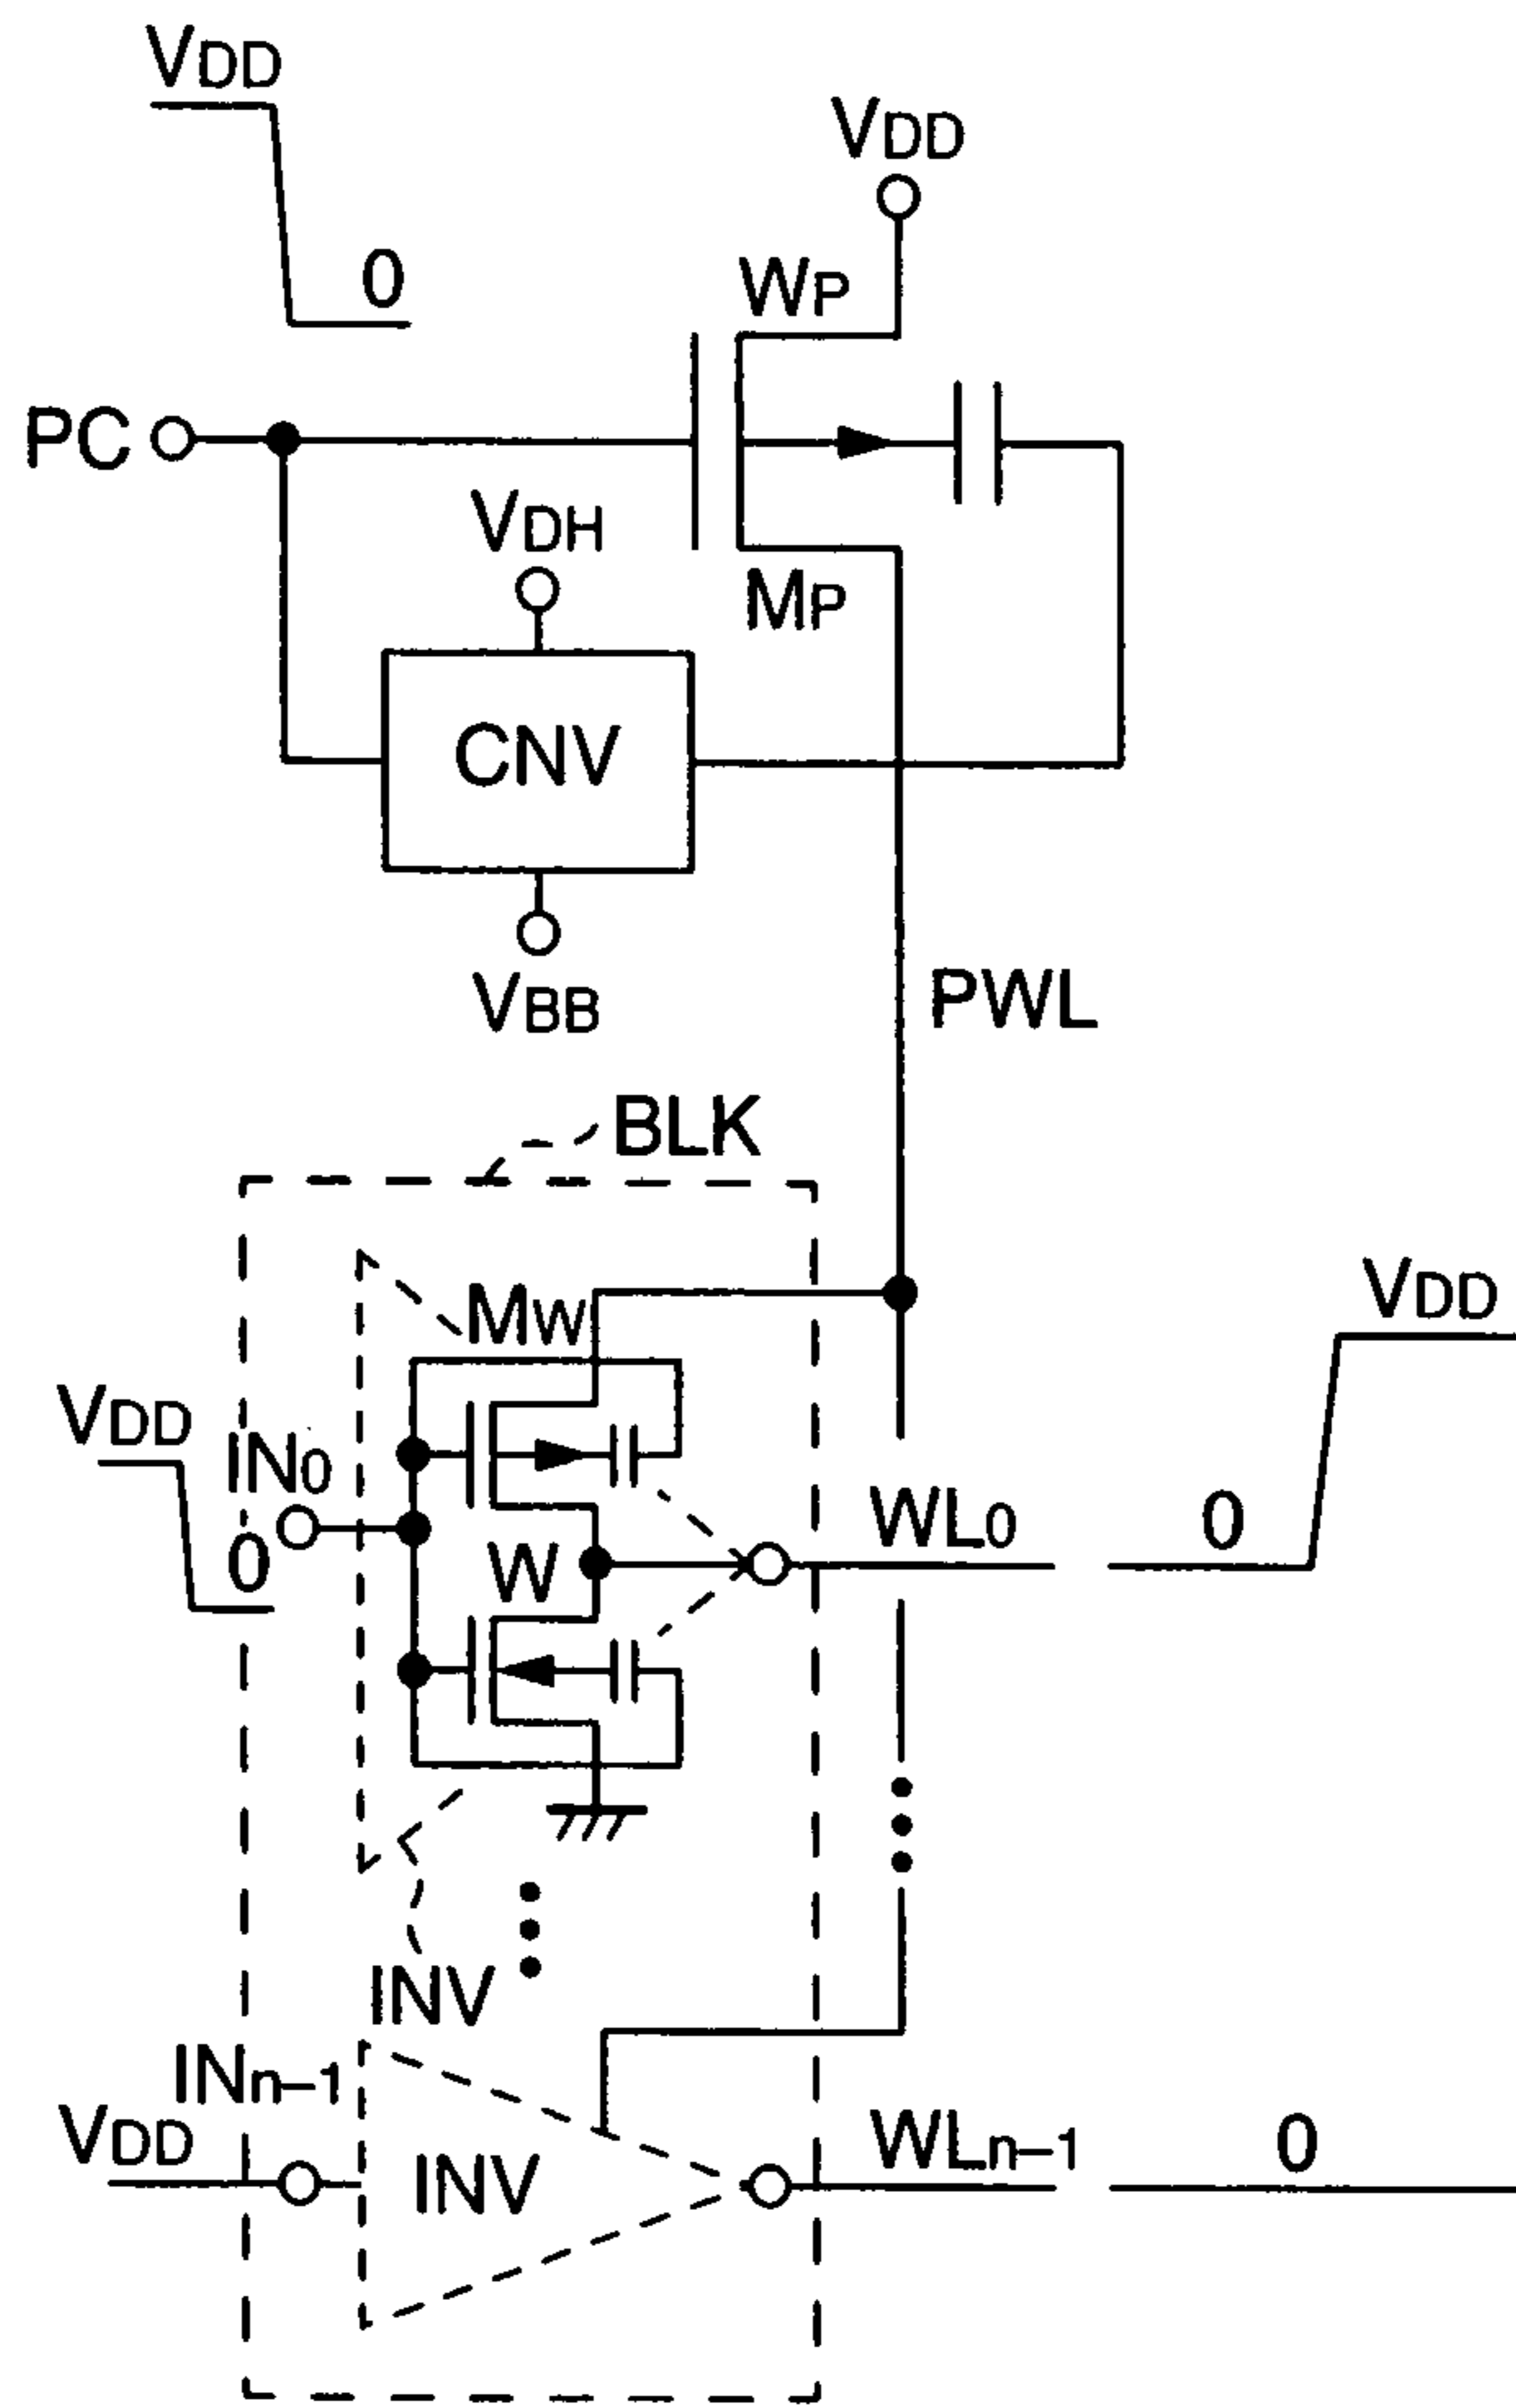 VDD
VDD
0
WP
PC
VDH
MP
CNV
VBB
PWL
BLK
MW
VDD
VDD
IN0
0
WL0
0
W
INV
INn-1
VDD
INV
WLn-1
0